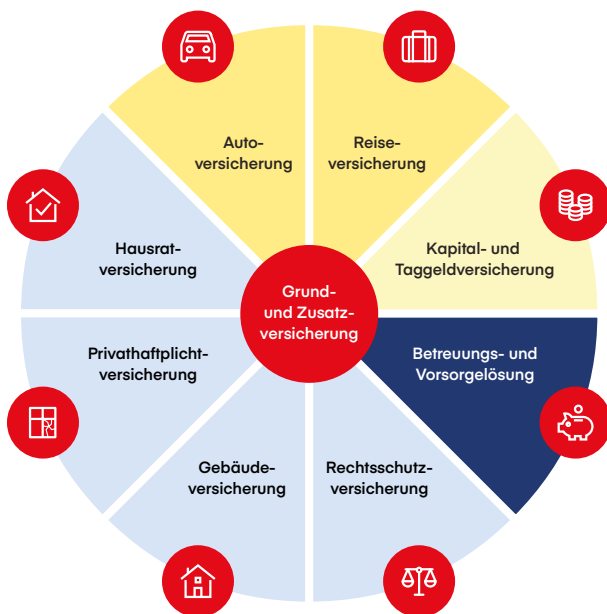 Auto-
versicherung
Reise-
versicherung
Kapital- und
Taggeldversicherung
Betreuungs- und
Vorsorgelösung
Rechtsschutz-
versicherung
Gebäude-
versicherung
Privathaftplicht-
versicherung
Hausrat-
versicherung
Grund-
und Zusatz-
versicherung